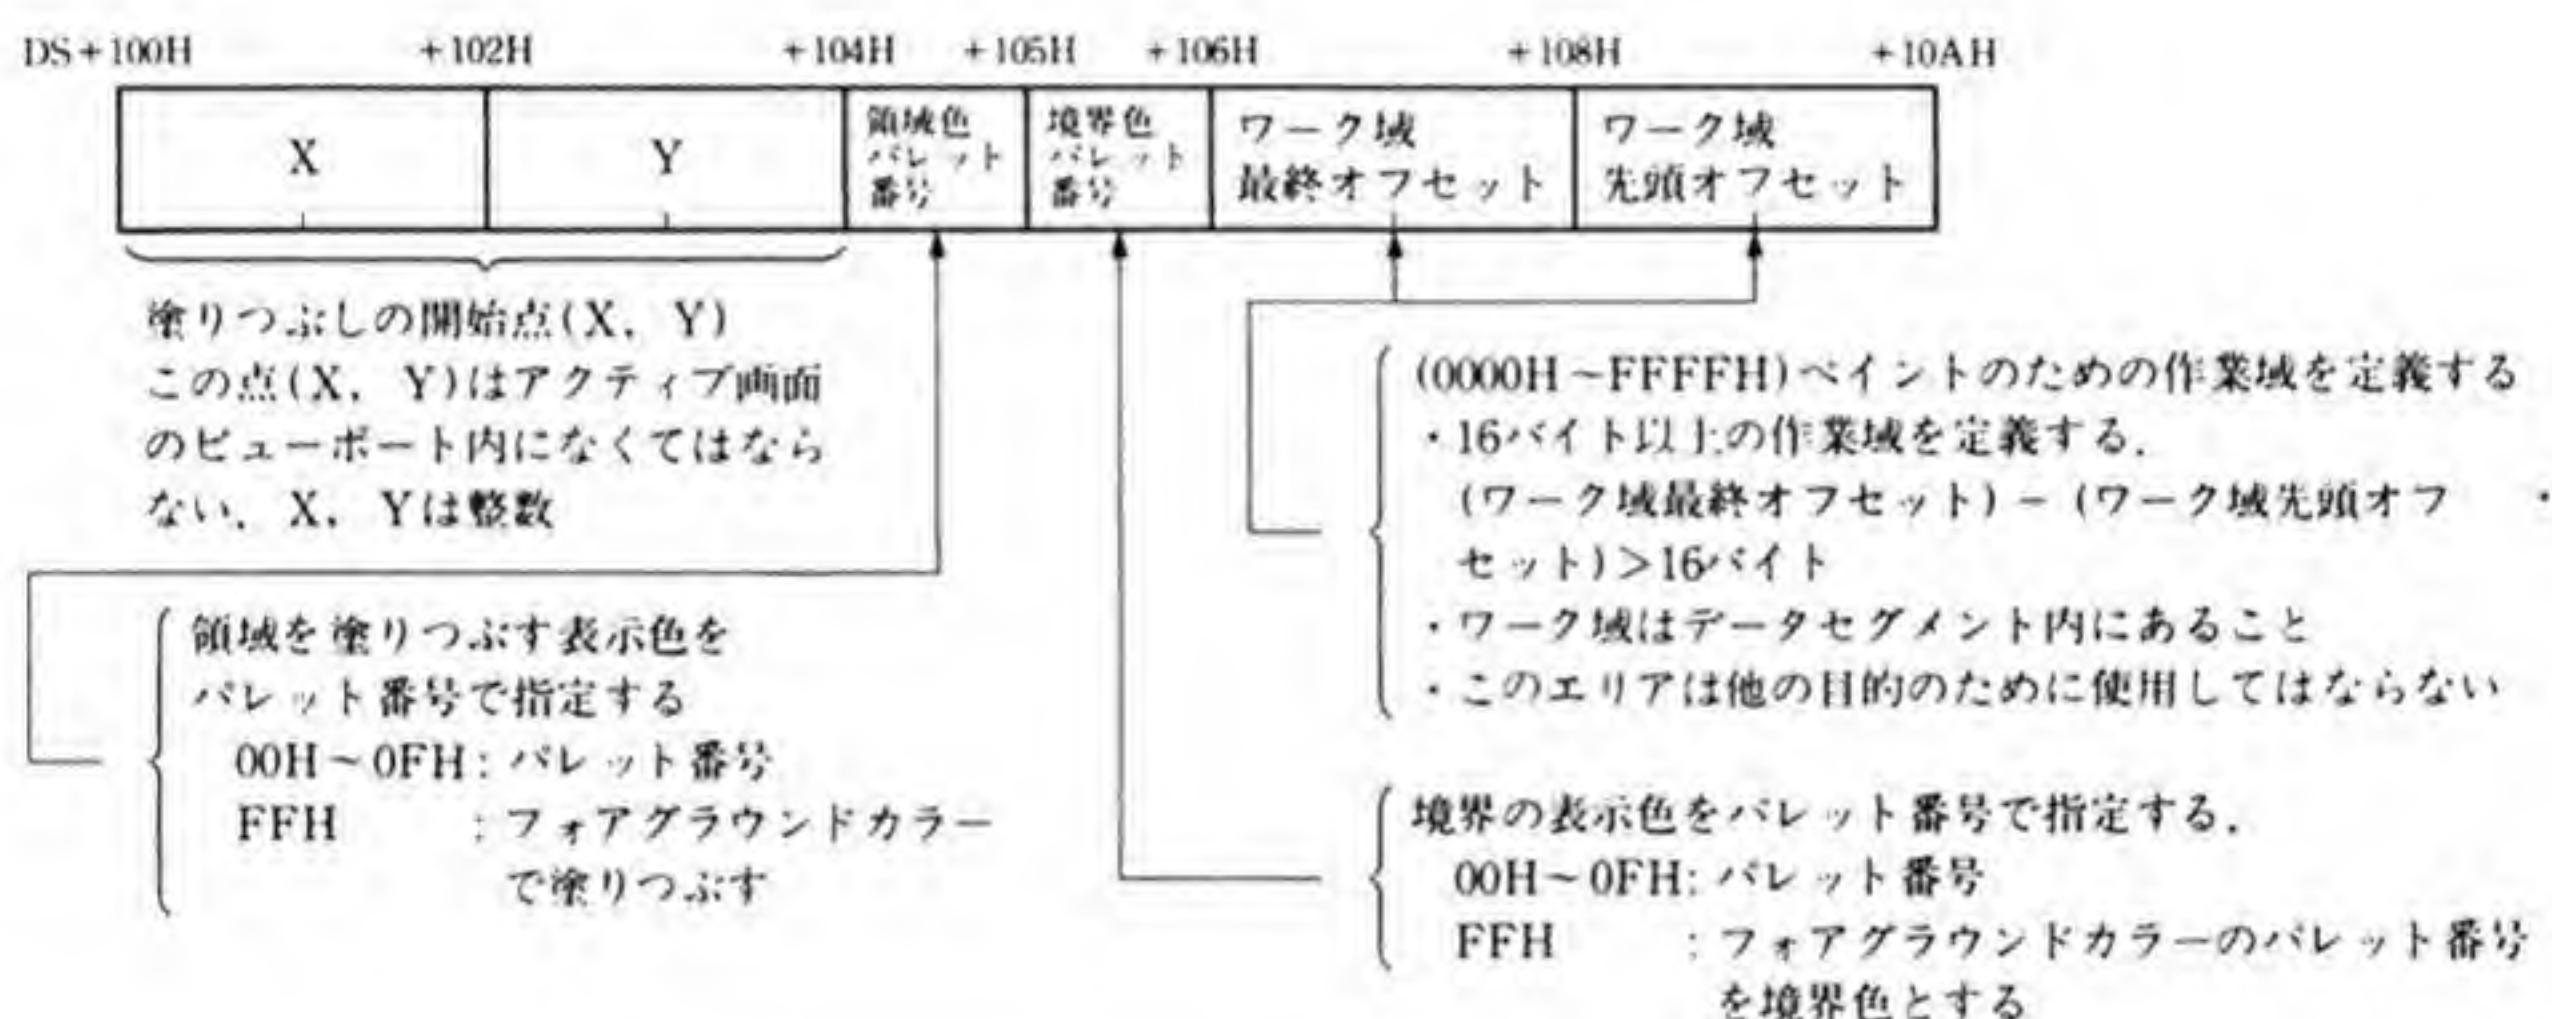 DS+100H +102H +104H +105H +106H +108H +10AH
X
Y
領域色
パレット
番号
境界色
パレット
番号
ワーク域
最終オフセット
ワーク域
先頭オフセット
塗りつぶしの開始点(X, Y)
この点(X, Y)はアクティブ画面
のビューポート内になくてはなら
ない. X, Yは整数
領域を塗りつぶす表示色を
パレット番号で指定する
00H~0FH: パレット番号
FFH : フォアグラウンドカラー
で塗りつぶす
(0000H~FFFFH)ペイントのための作業域を定義する
・16バイト以上の作業域を定義する.
(ワーク域最終オフセット) − (ワーク域先頭オフ
セット)>16バイト
・ワーク域はデータセグメント内にあること
・このエリアは他の目的のために使用してはならない
境界の表示色をパレット番号で指定する.
00H~0FH: パレット番号
FFH : フォアグラウンドカラーのパレット番号
を境界色とする